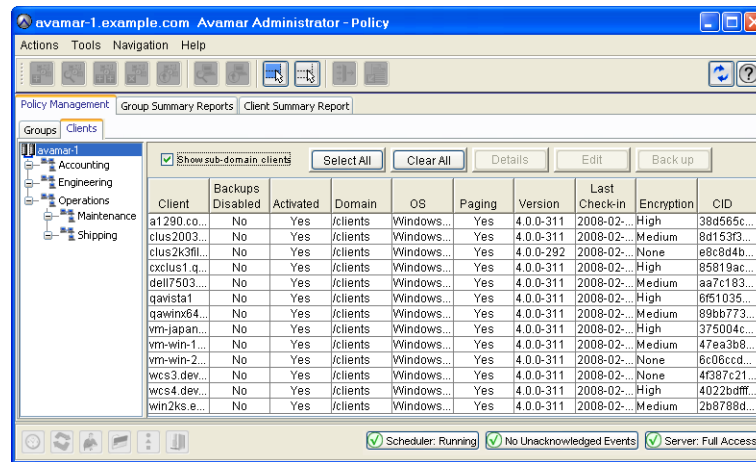 avamar-1.example.com Avamar Administrator - Policy
Actions Tools Navigation Help
?
Policy Management Group Summary Reports Client Summary Report
Groups Clients
avamar-1
Accounting
Engineering
Operations
Maintenance
Shipping
Show sub-domain clients Select All Clear All Details Edit Back up
Client Backups Disabled Activated Domain OS Paging Version Last Check-in Encryption CID
a1290.co... No Yes /clients Windows... Yes 4.0.0-311 2008-02-... High 38d565c...
clus2003... No Yes /clients Windows... Yes 4.0.0-311 2008-02-... Medium 8d153f3...
clus2k3fil... No Yes /clients Windows... Yes 4.0.0-292 2008-02-... None e8c8d4b...
cxclus1.q... No Yes /clients Windows... Yes 4.0.0-311 2008-02-... High 85819ac...
dell7503.... No Yes /clients Windows... Yes 4.0.0-311 2008-02-... Medium aa7c183...
qavista1 No Yes /clients Windows... Yes 4.0.0-311 2008-02-... High 6f51035...
qawinx64... No Yes /clients Windows... Yes 4.0.0-311 2008-02-... Medium 89bb773...
vm-japan... No Yes /clients Windows... Yes 4.0.0-311 2008-02-... High 375004c...
vm-win-1... No Yes /clients Windows... Yes 4.0.0-311 2008-02-... Medium 47ea3b8...
vm-win-2... No Yes /clients Windows... Yes 4.0.0-311 2008-02-... None 6c06ccd...
wcs3.dev... No Yes /clients Windows... Yes 4.0.0-311 2008-02-... None 4f387c21...
wcs4.dev... No Yes /clients Windows... Yes 4.0.0-311 2008-02-... High 4022bdfff...
win2ks.e... No Yes /clients Windows... Yes 4.0.0-311 2008-02-... Medium 2b8788d...
Scheduler: Running No Unacknowledged Events Server: Full Access